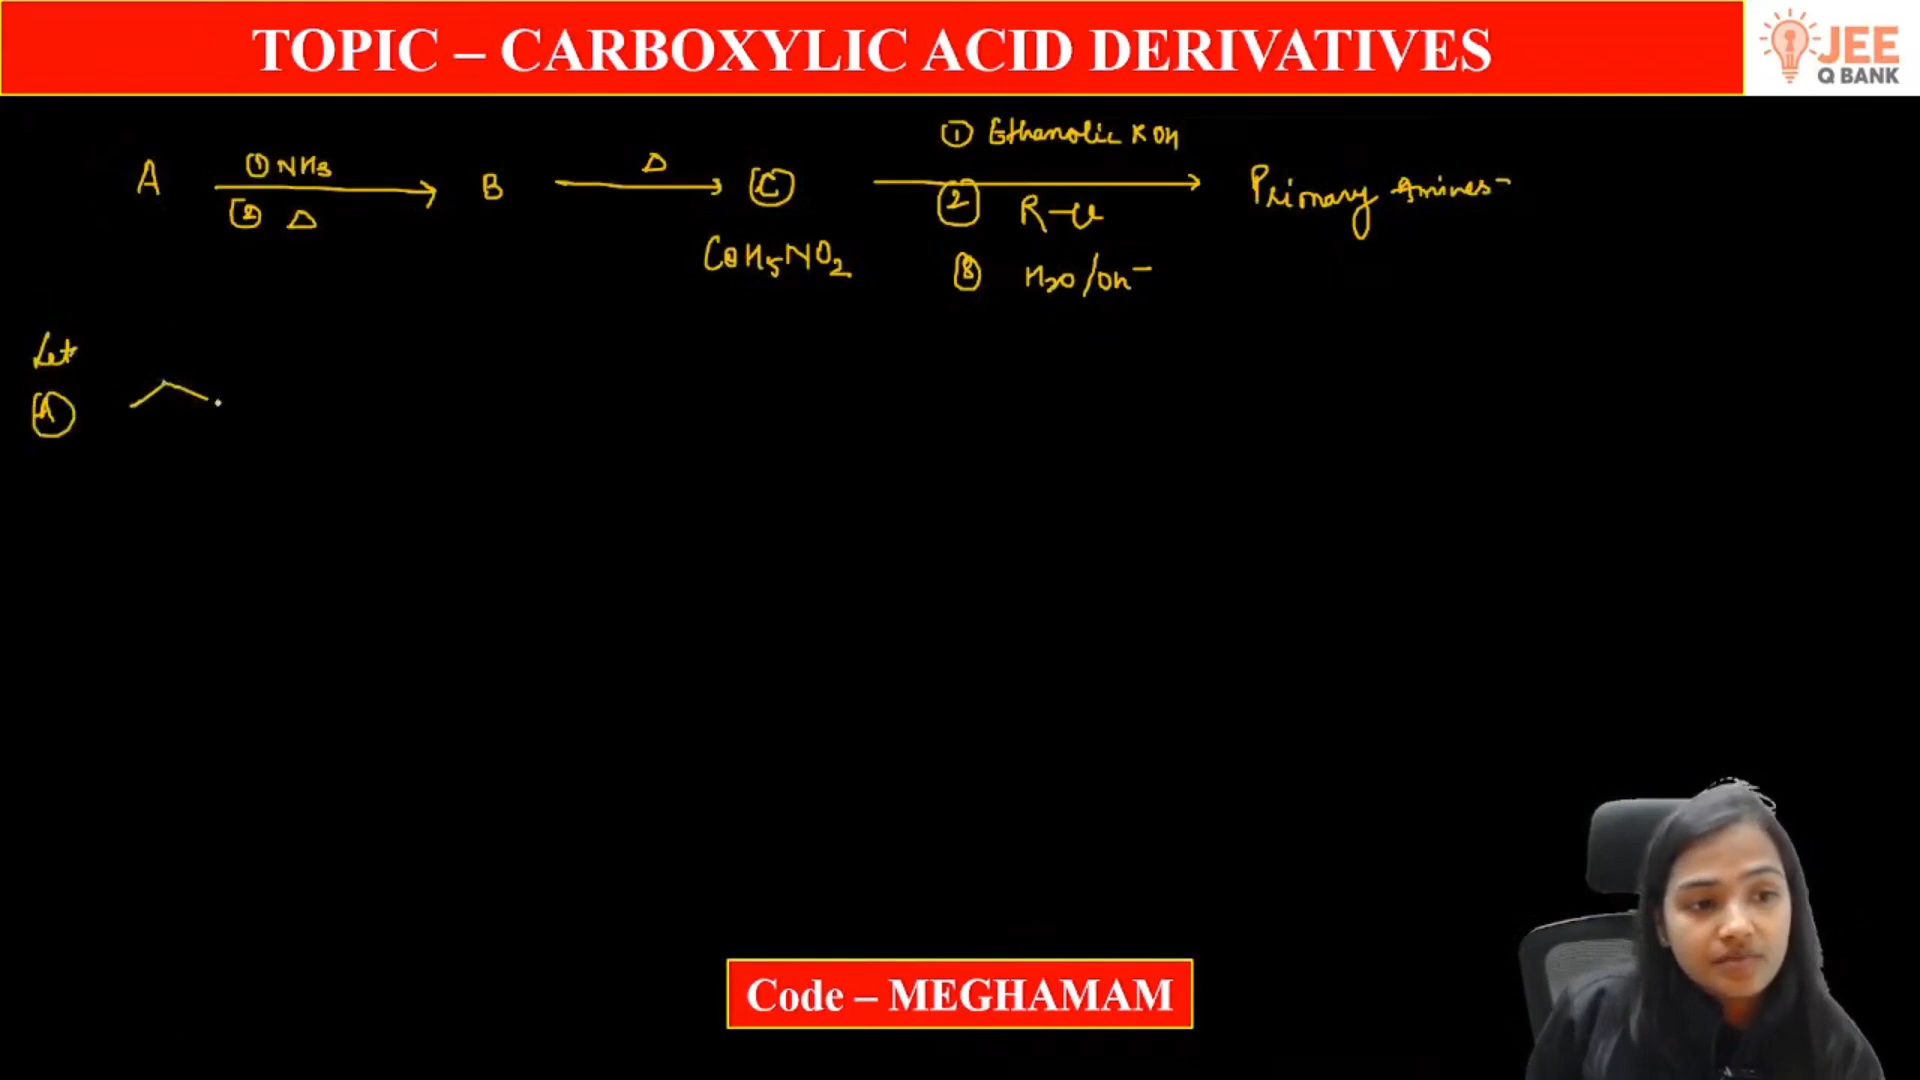 TOPIC – CARBOXYLIC ACID DERIVATIVES
JEE
Q BANK
① Ethanolic KOH
A ① NH3 B Δ C Primary Amines
② Δ ② R-Cl
C8H5NO2 ③ H2O/OH⁻
Let
A
Code – MEGHAMAM